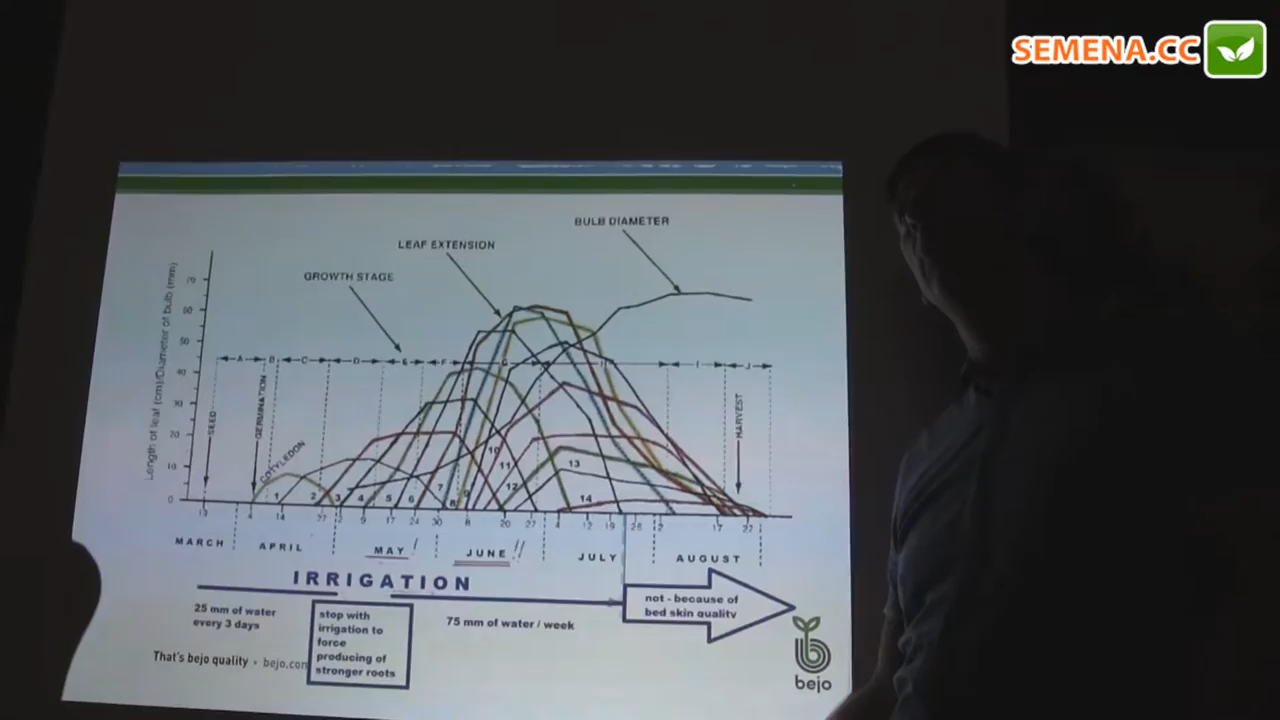 SEMENA.CC
BULB DIAMETER
LEAF EXTENSION
GROWTH STAGE
Length of leaf (cm)/Diameter of bulb (mm)
70
60
50
40
30
20
10
0
A B C D E F G H I J
SEED
GERMINATION
COTYLEDON
HARVEST
1 2 3 4 5 6 7 8 9 10 11 12 13 14
13 4 14 27 2 9 17 24 30 8 20 27 4 12 19 25 2 17 27
MARCH APRIL MAY ! JUNE !! JULY AUGUST
IRRIGATION
25 mm of water
every 3 days
stop with
irrigation to
force
producing of
stronger roots
75 mm of water / week
not - because of
bed skin quality
That's bejo quality • bejo.com
bejo